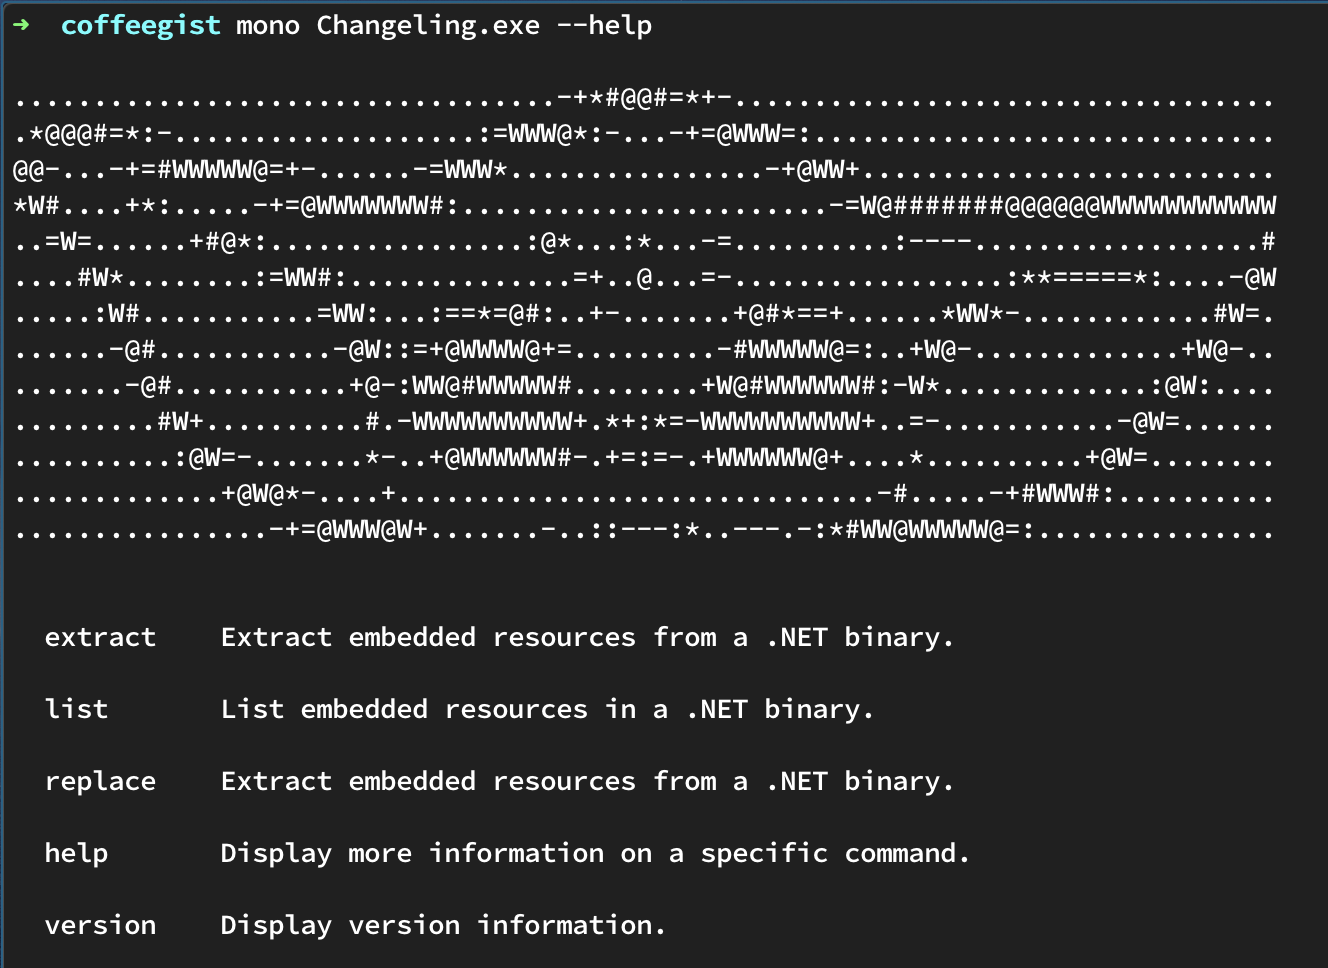 ➜  coffeegist mono Changeling.exe --help
..................................-+*#@@#=*+-..................................
.*@@@#=*:-...................:=WWW@*:-...-+=@WWW=:.............................
@@-...-+=#WWWWW@=+-......-=WWW*................-+@WW+..........................
*W#....+*:.....-+=@WWWWWWW#:.......................-=W@#######@@@@@@WWWWWWWWWWW
..=W=......+#@*:................:@*...:*...-=..........:----..................#
....#W*........:=WW#:..............=+..@...=-.................:**=====*:....-@W
.....:W#...........=WW:...:==*=@#:..+-.......+@#*==+......*WW*-............#W=.
......-@#...........-@W::=+@WWWW@+=.........-#WWWWW@=:..+W@-.............+W@-..
.......-@#...........+@-:WW@#WWWWW#........+W@#WWWWWW#:-W*.............:@W:....
.........#W+..........#.-WWWWWWWWWW+.*+:*=-WWWWWWWWWW+..=-...........-@W=......
..........:@W=-.......*-..+@WWWWWW#-.+=:=-.+WWWWWW@+....*..........+@W=........
.............+@W@*-....+..............................-#.....-+#WWW#:..........
................-+=@WWW@W+.......-..::---:*..---.-:*#WW@WWWWW@=:...............
extract    Extract embedded resources from a .NET binary.
list       List embedded resources in a .NET binary.
replace    Extract embedded resources from a .NET binary.
help       Display more information on a specific command.
version    Display version information.